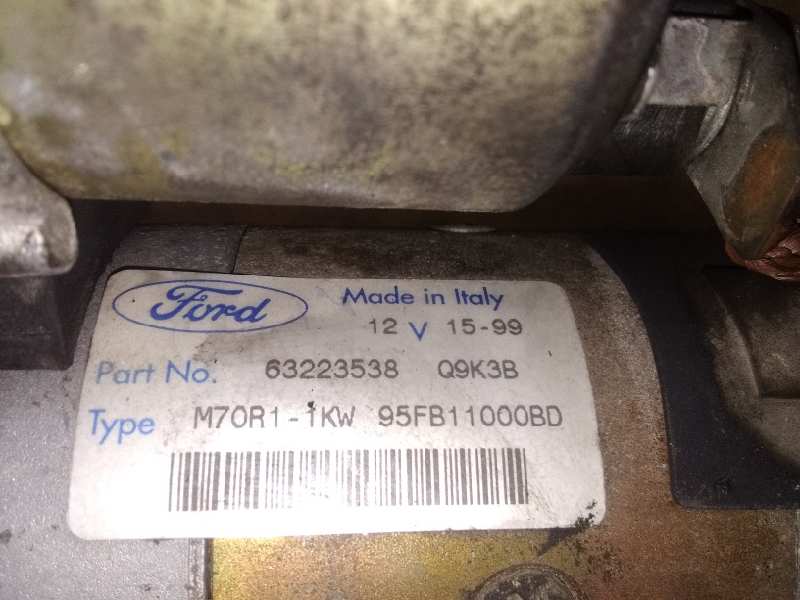 Ford Made in Italy
12 V 15-99
Part No. 63223538 Q9K3B
Type M70R1-1KW 95FB11000BD